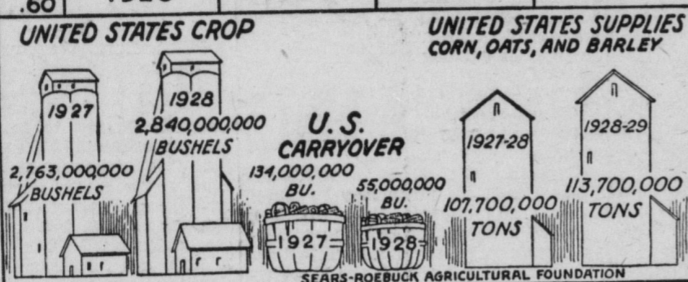 .60
UNITED STATES CROP
1927
2,763,000,000
BUSHELS
1928
2,840,000,000
BUSHELS
U. S.
CARRYOVER
134,000,000
BU.
1927
55,000,000
BU.
1928
UNITED STATES SUPPLIES
CORN, OATS, AND BARLEY
1927-28
107,700,000
TONS
1928-29
113,700,000
TONS
SEARS-ROEBUCK AGRICULTURAL FOUNDATION